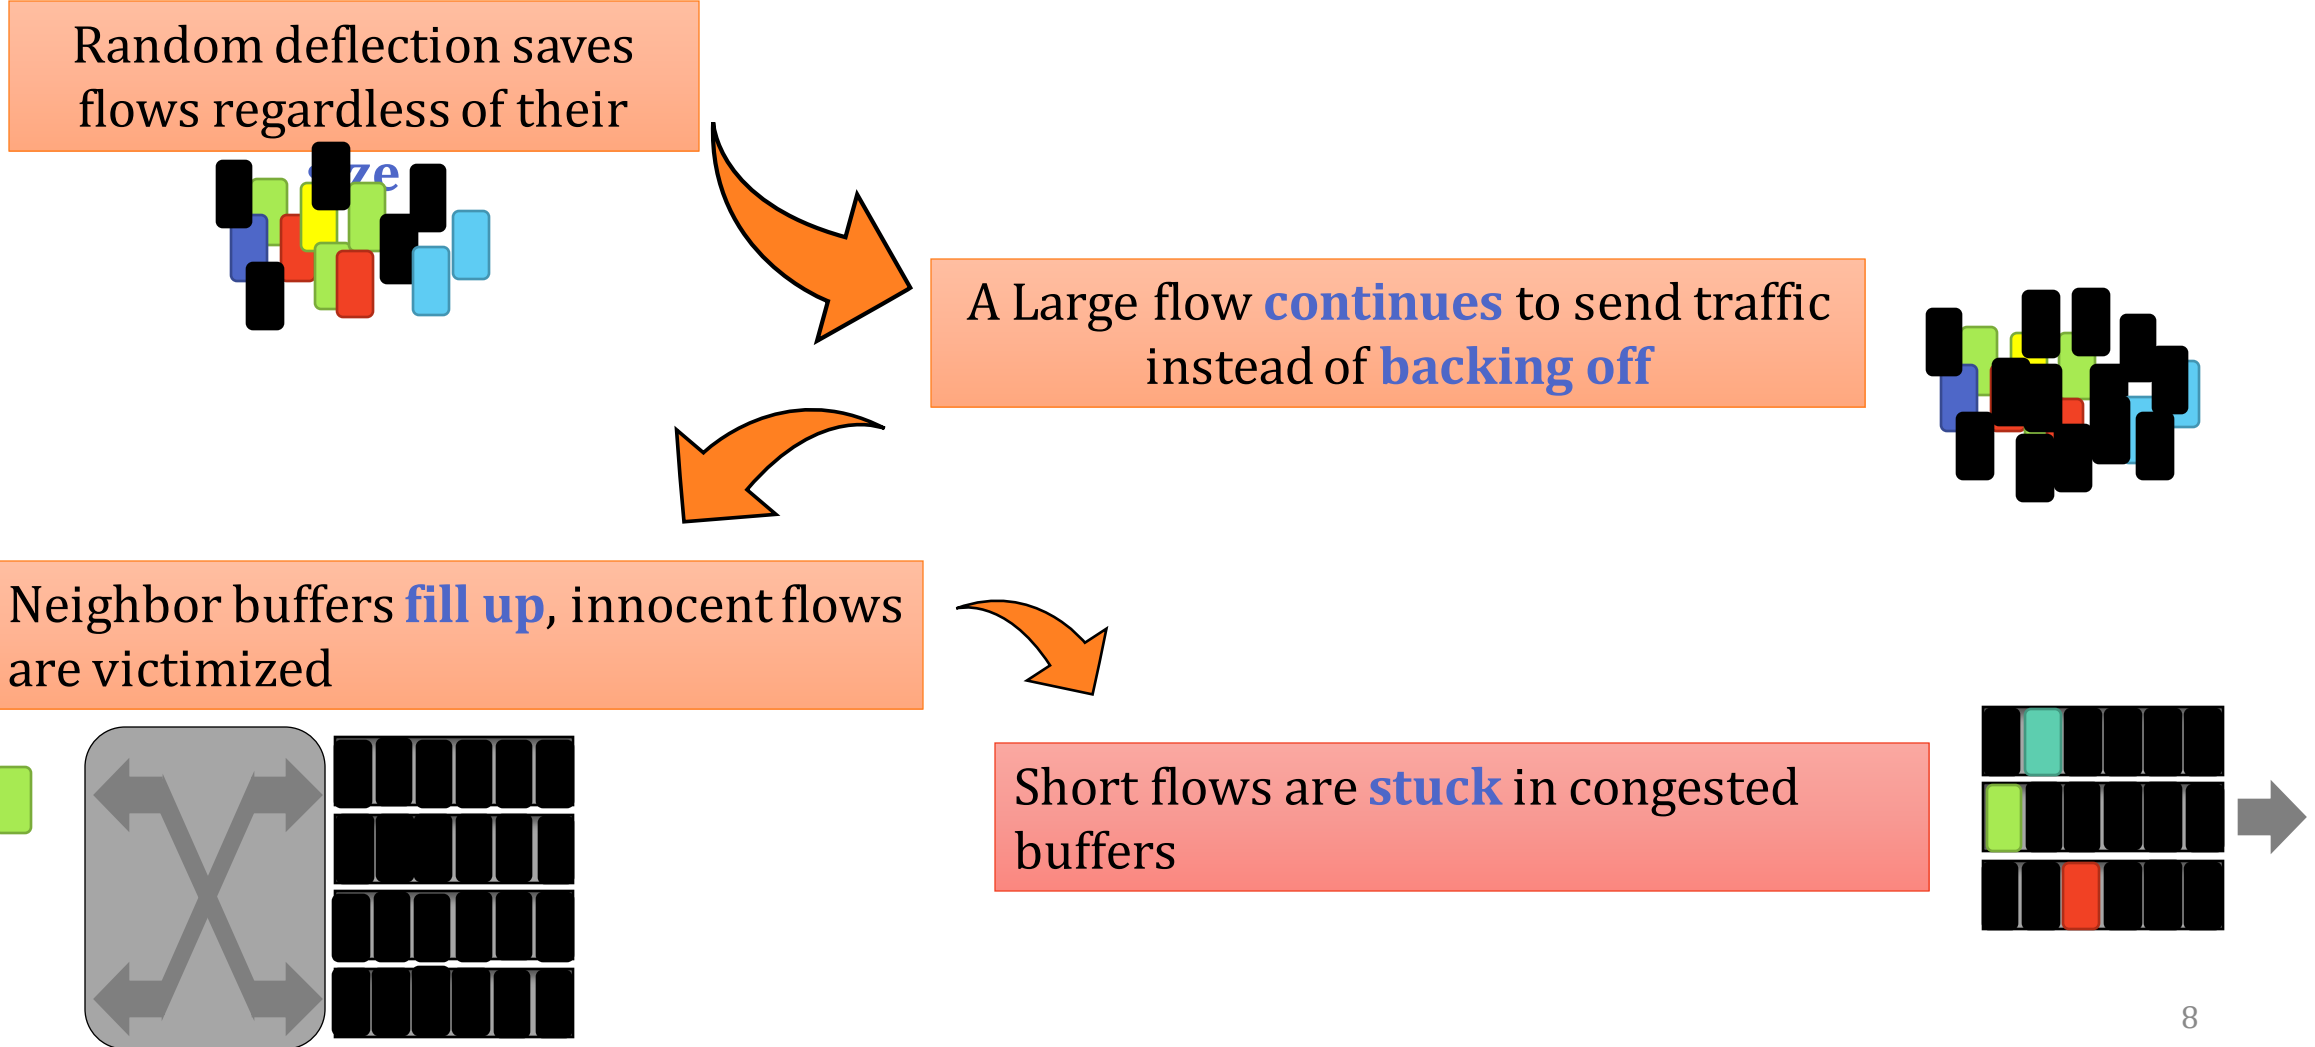 Random deflection saves
flows regardless of their
size
A Large flow continues to send traffic
instead of backing off
Neighbor buffers fill up, innocent flows
are victimized
Short flows are stuck in congested
buffers
8